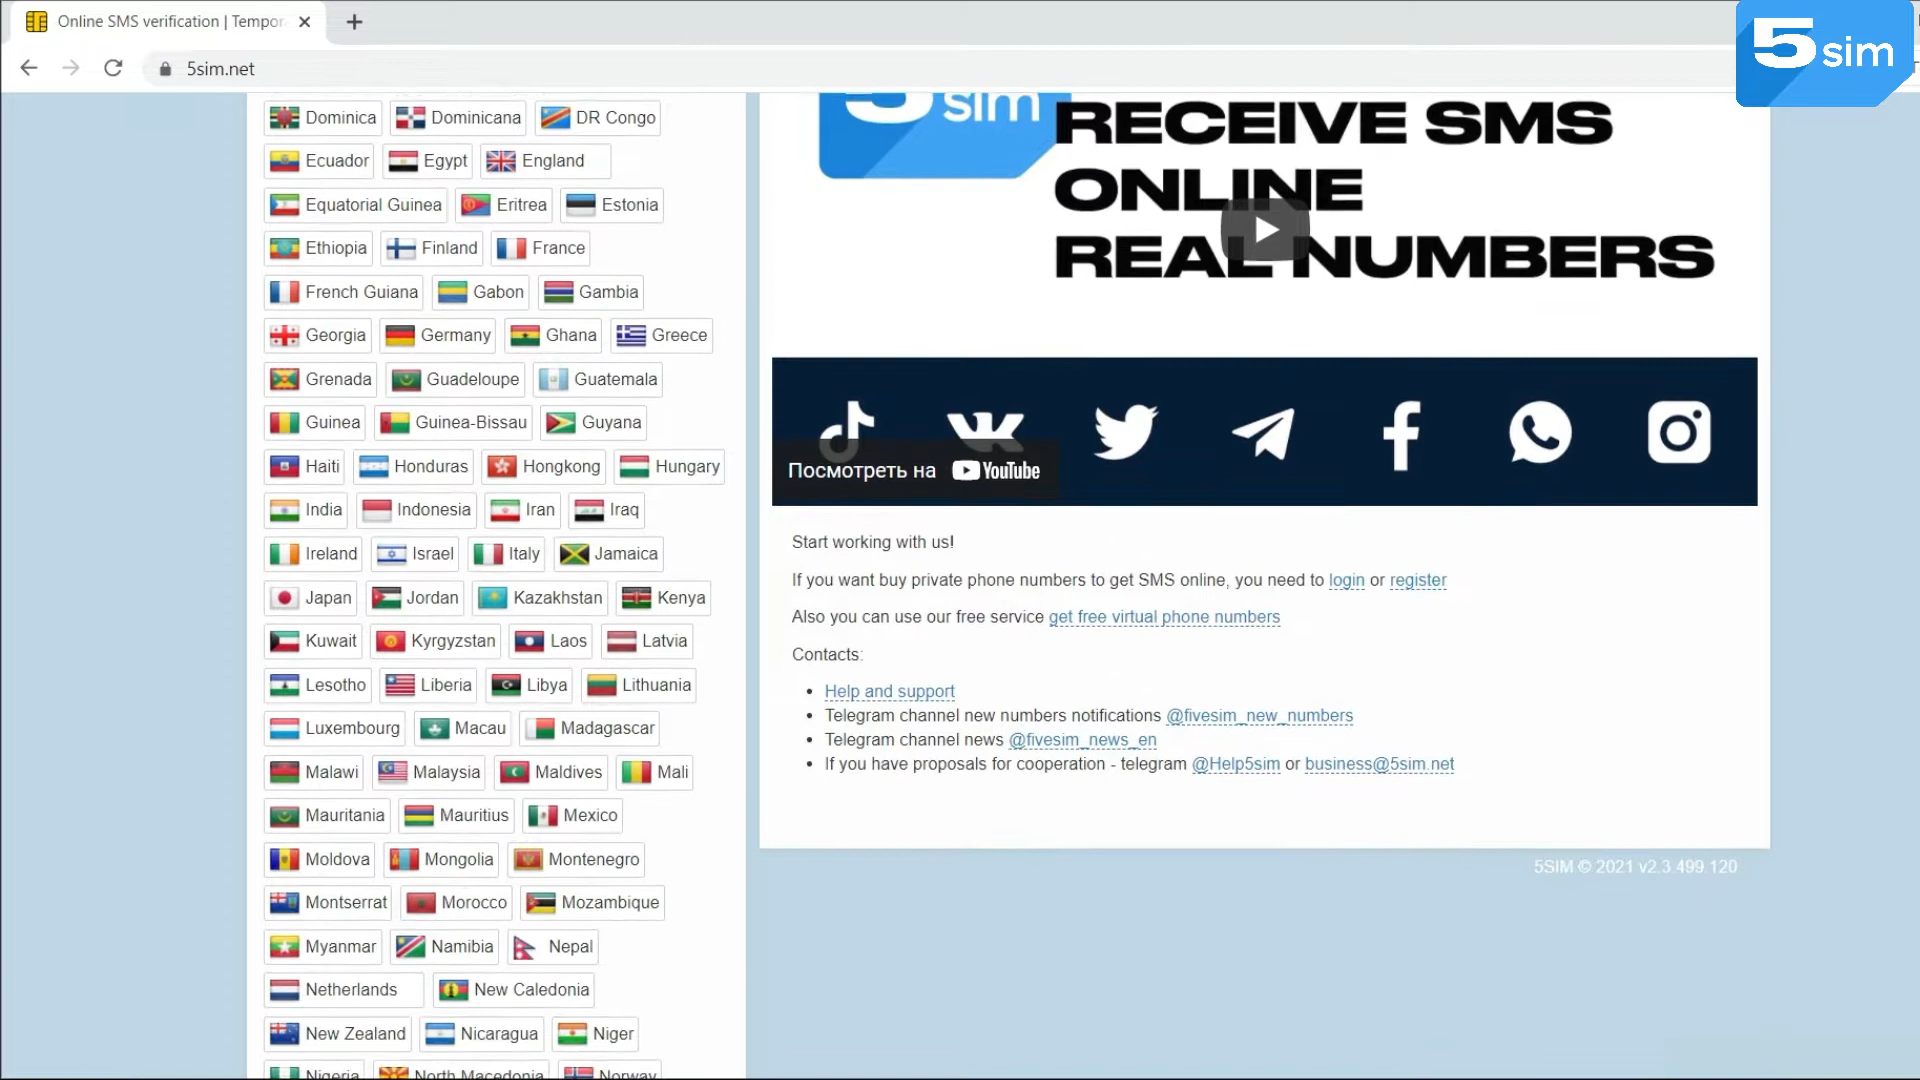 Online SMS verification | Tempor
5sim.net
5sim
Dominica Dominicana DR Congo
Ecuador Egypt England
Equatorial Guinea Eritrea Estonia
Ethiopia Finland France
French Guiana Gabon Gambia
Georgia Germany Ghana Greece
Grenada Guadeloupe Guatemala
Guinea Guinea-Bissau Guyana
Haiti Honduras Hongkong Hungary
India Indonesia Iran Iraq
Ireland Israel Italy Jamaica
Japan Jordan Kazakhstan Kenya
Kuwait Kyrgyzstan Laos Latvia
Lesotho Liberia Libya Lithuania
Luxembourg Macau Madagascar
Malawi Malaysia Maldives Mali
Mauritania Mauritius Mexico
Moldova Mongolia Montenegro
Montserrat Morocco Mozambique
Myanmar Namibia Nepal
Netherlands New Caledonia
New Zealand Nicaragua Niger
Nigeria North Macedonia Norway
5sim
RECEIVE SMS
ONLINE
REAL NUMBERS
Посмотреть на YouTube
Start working with us!
If you want buy private phone numbers to get SMS online, you need to login or register
Also you can use our free service get free virtual phone numbers
Contacts:
Help and support
Telegram channel new numbers notifications @fivesim_new_numbers
Telegram channel news @fivesim_news_en
If you have proposals for cooperation - telegram @Help5sim or business@5sim.net
5SIM © 2021 v2.3.499.120